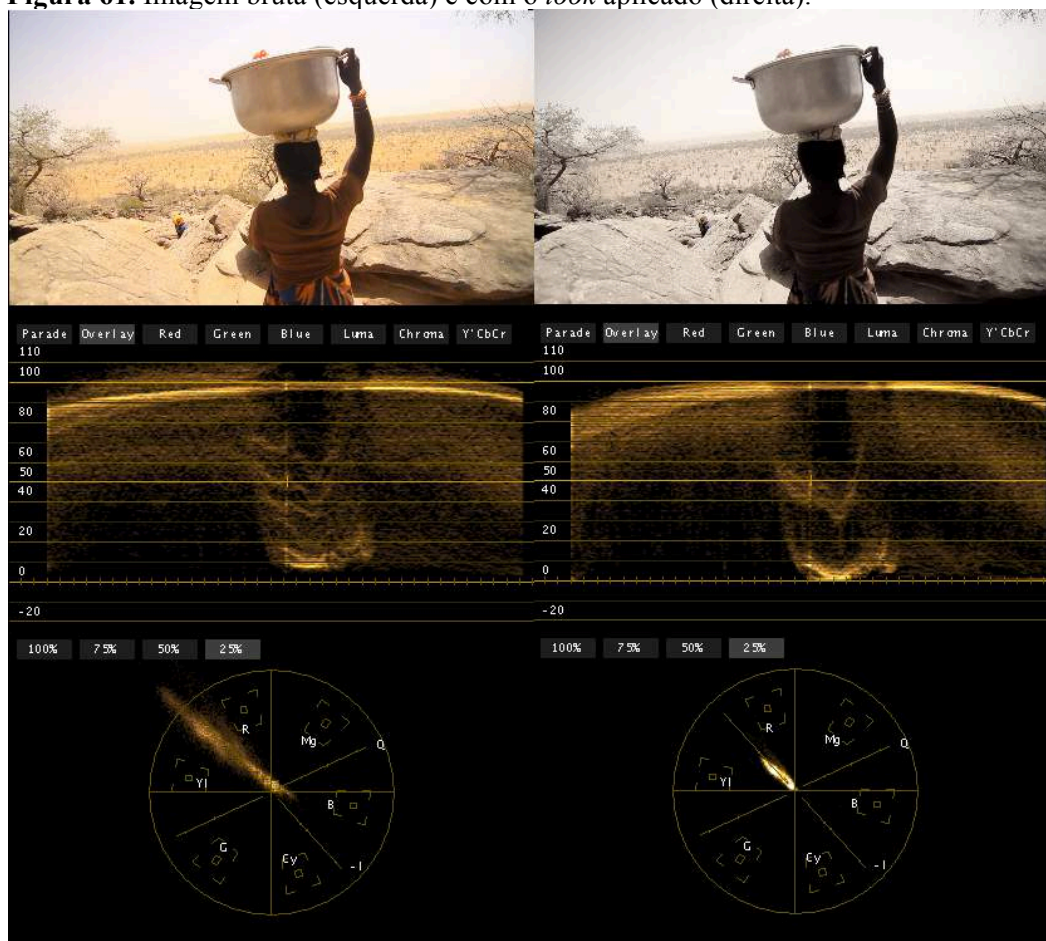 Figura 61. Imagem bruta (esquerda) e com o look aplicado (direita).
Parade Overlay Red Green Blue Luma Chroma Y'CbCr
110
100
80
60
50
40
20
0
-20
100% 75% 50% 25%
R
Mg
Q
Yl
B
G
Cy
-I
Parade Overlay Red Green Blue Luma Chroma Y'CbCr
110
100
80
60
50
40
20
0
-20
100% 75% 50% 25%
R
Mg
Q
Yl
B
G
Cy
-I